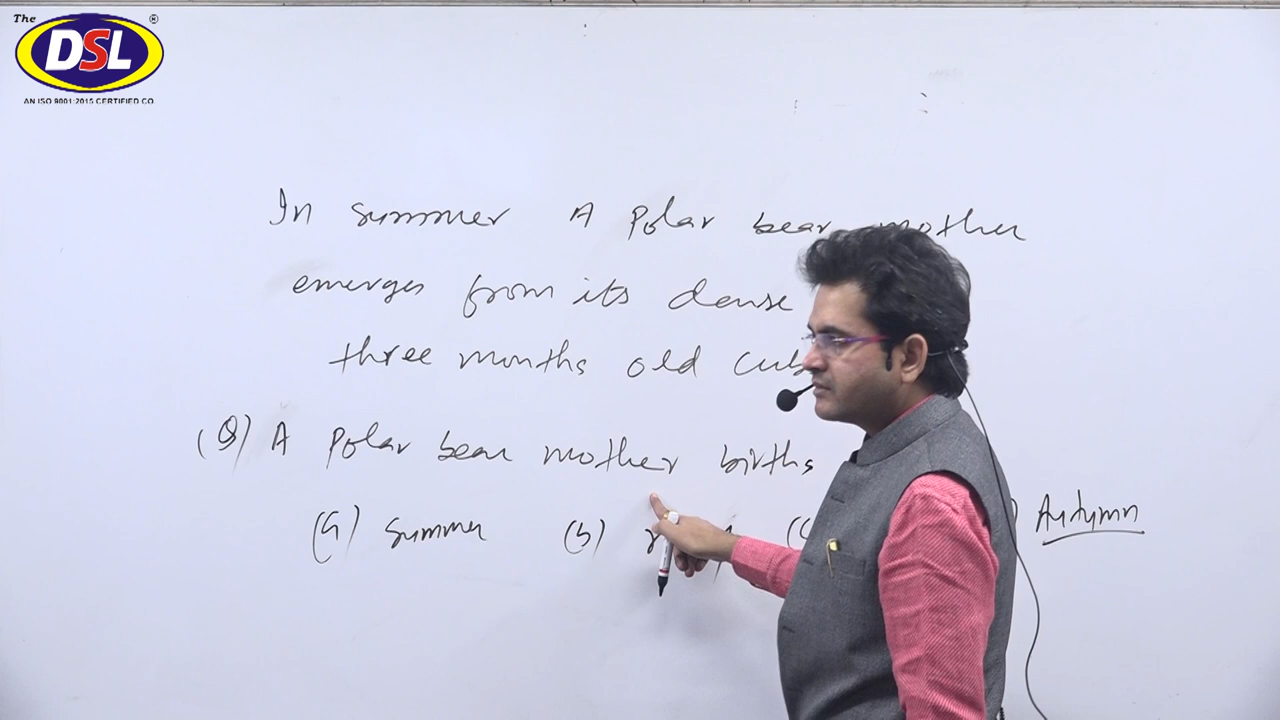 The ®
DSL
AN ISO 9001:2015 CERTIFIED CO.
In summer A polar bear mother
emerges from its dense
three months old cubs
(Q) A polar bear mother births
(a) Summer (b) (c) Autumn